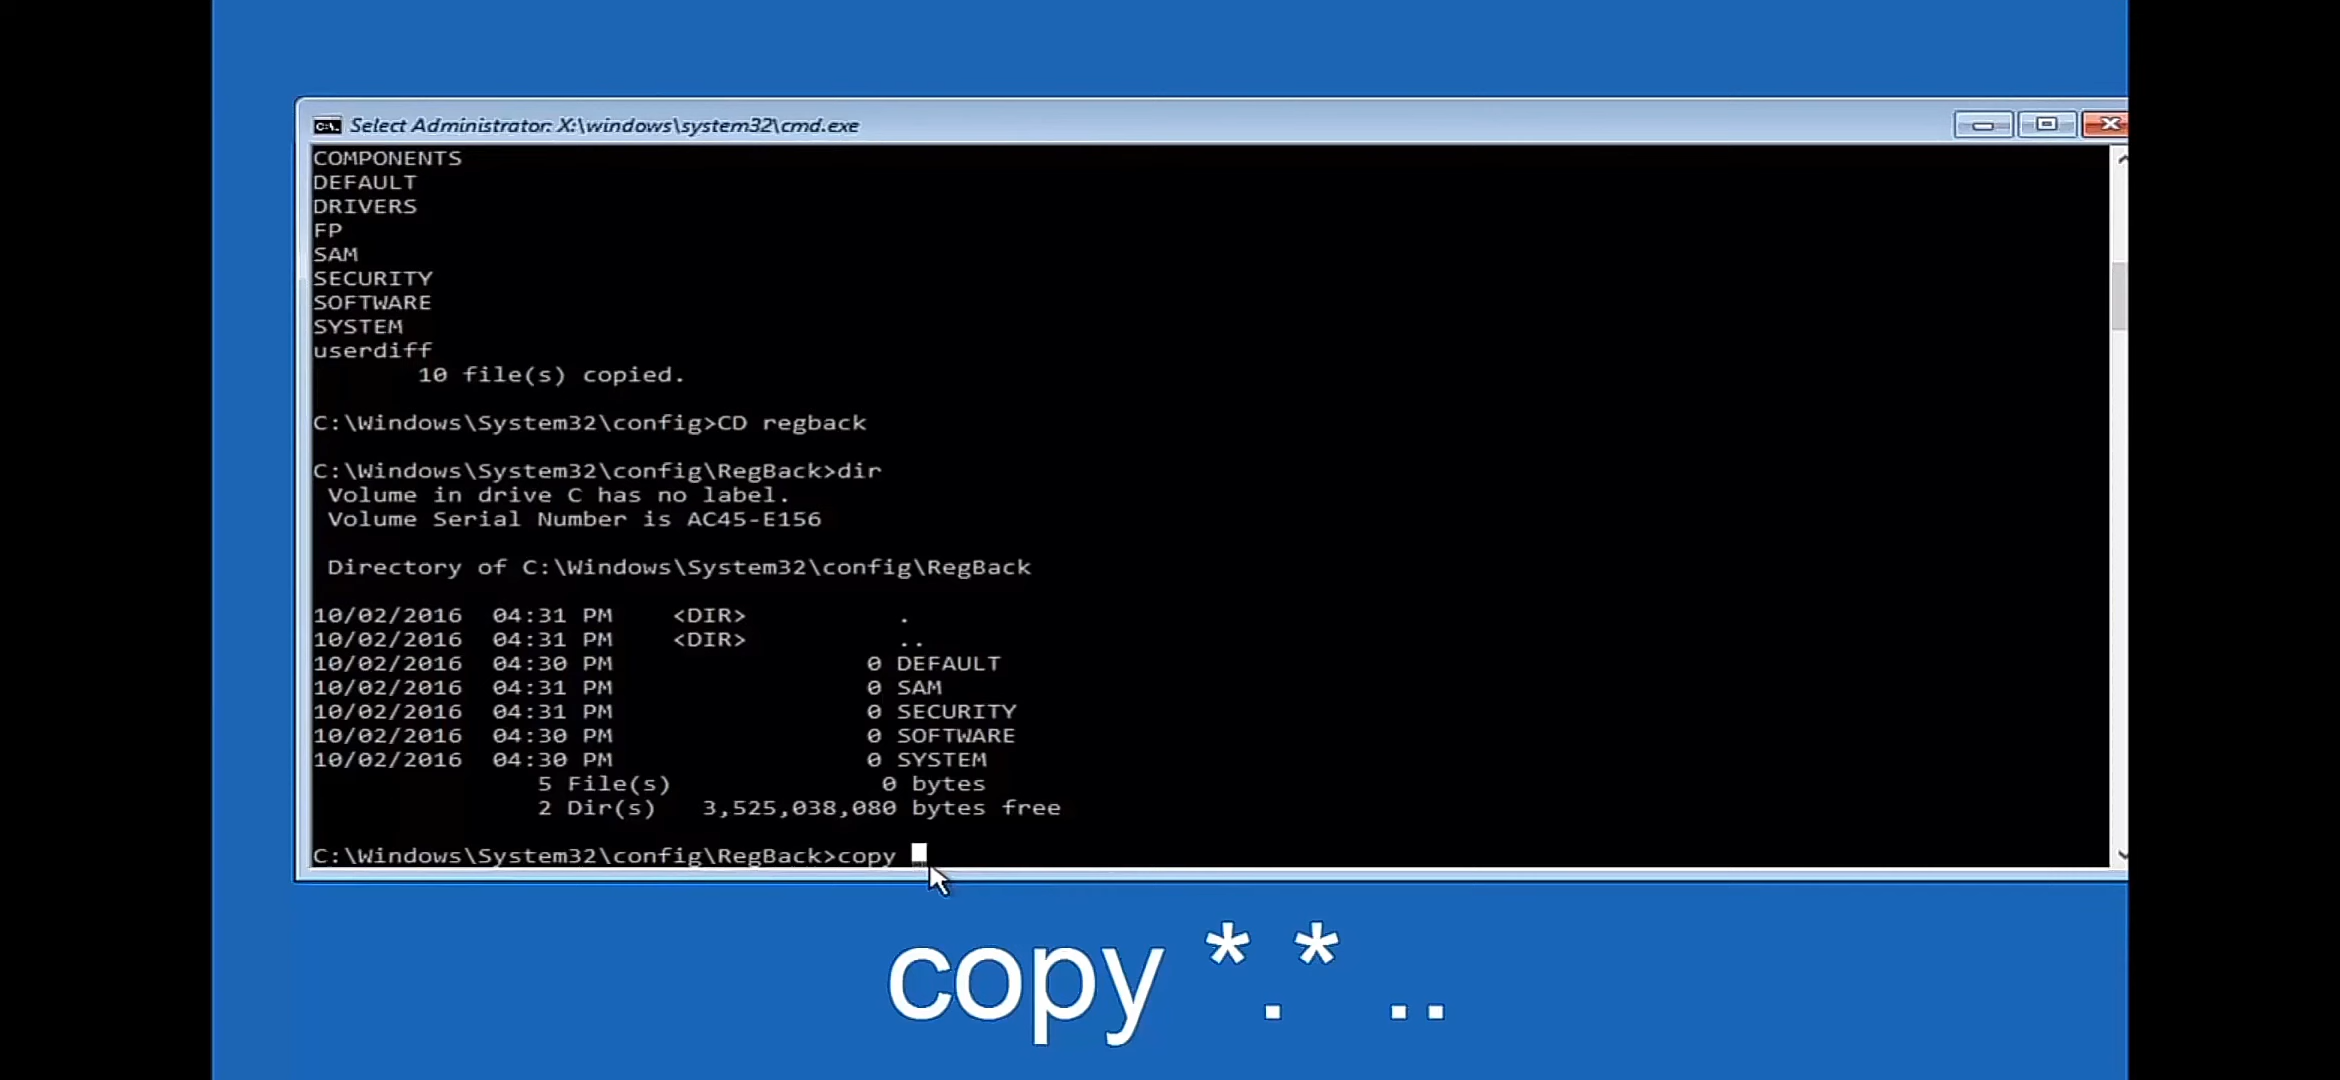 Select Administrator: X:\windows\system32\cmd.exe
COMPONENTS
DEFAULT
DRIVERS
FP
SAM
SECURITY
SOFTWARE
SYSTEM
userdiff
10 file(s) copied.
C:\Windows\System32\config>CD regback
C:\Windows\System32\config\RegBack>dir
Volume in drive C has no label.
Volume Serial Number is AC45-E156
Directory of C:\Windows\System32\config\RegBack
10/02/2016 04:31 PM <DIR> .
10/02/2016 04:31 PM <DIR> ..
10/02/2016 04:30 PM 0 DEFAULT
10/02/2016 04:31 PM 0 SAM
10/02/2016 04:31 PM 0 SECURITY
10/02/2016 04:30 PM 0 SOFTWARE
10/02/2016 04:30 PM 0 SYSTEM
5 File(s) 0 bytes
2 Dir(s) 3,525,038,080 bytes free
C:\Windows\System32\config\RegBack>copy
copy *.* ..